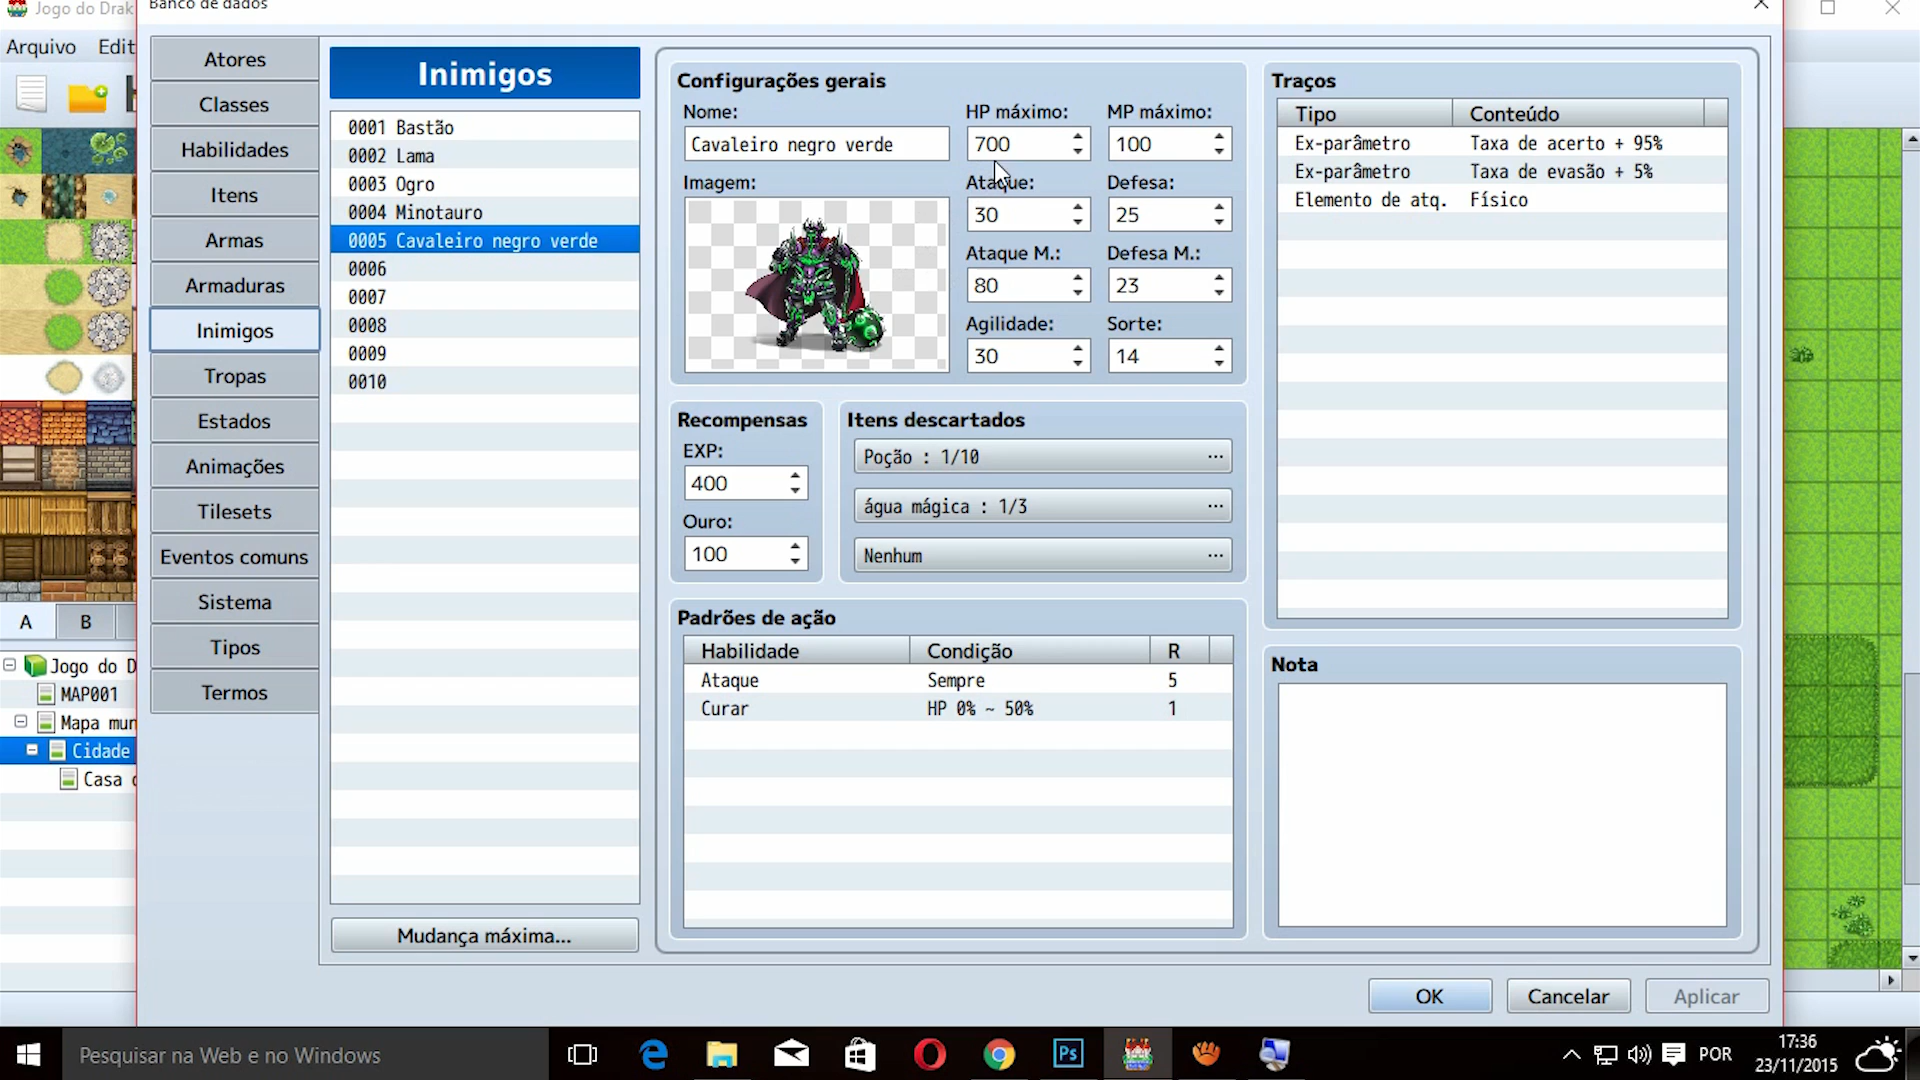 Jogo do Drak
Banco de dados
Arquivo Edit
Atores
Classes
Habilidades
Itens
Armas
Armaduras
Inimigos
Tropas
Estados
Animações
Tilesets
Eventos comuns
Sistema
Tipos
Termos
A B
Jogo do D
MAP001
Mapa mun
Cidade
Casa
Inimigos
0001 Bastão
0002 Lama
0003 Ogro
0004 Minotauro
0005 Cavaleiro negro verde
0006
0007
0008
0009
0010
Mudança máxima...
Configurações gerais
Nome: HP máximo: MP máximo:
Cavaleiro negro verde 700 100
Imagem: Ataque: Defesa:
30 25
Ataque M.: Defesa M.:
80 23
Agilidade: Sorte:
30 14
Recompensas
EXP:
400
Ouro:
100
Itens descartados
Poção : 1/10 ...
água mágica : 1/3 ...
Nenhum ...
Padrões de ação
Habilidade Condição R
Ataque Sempre 5
Curar HP 0% ~ 50% 1
Traços
Tipo Conteúdo
Ex-parâmetro Taxa de acerto + 95%
Ex-parâmetro Taxa de evasão + 5%
Elemento de atq. Físico
Nota
OK Cancelar Aplicar
Pesquisar na Web e no Windows
Ps
POR
17:36
23/11/2015